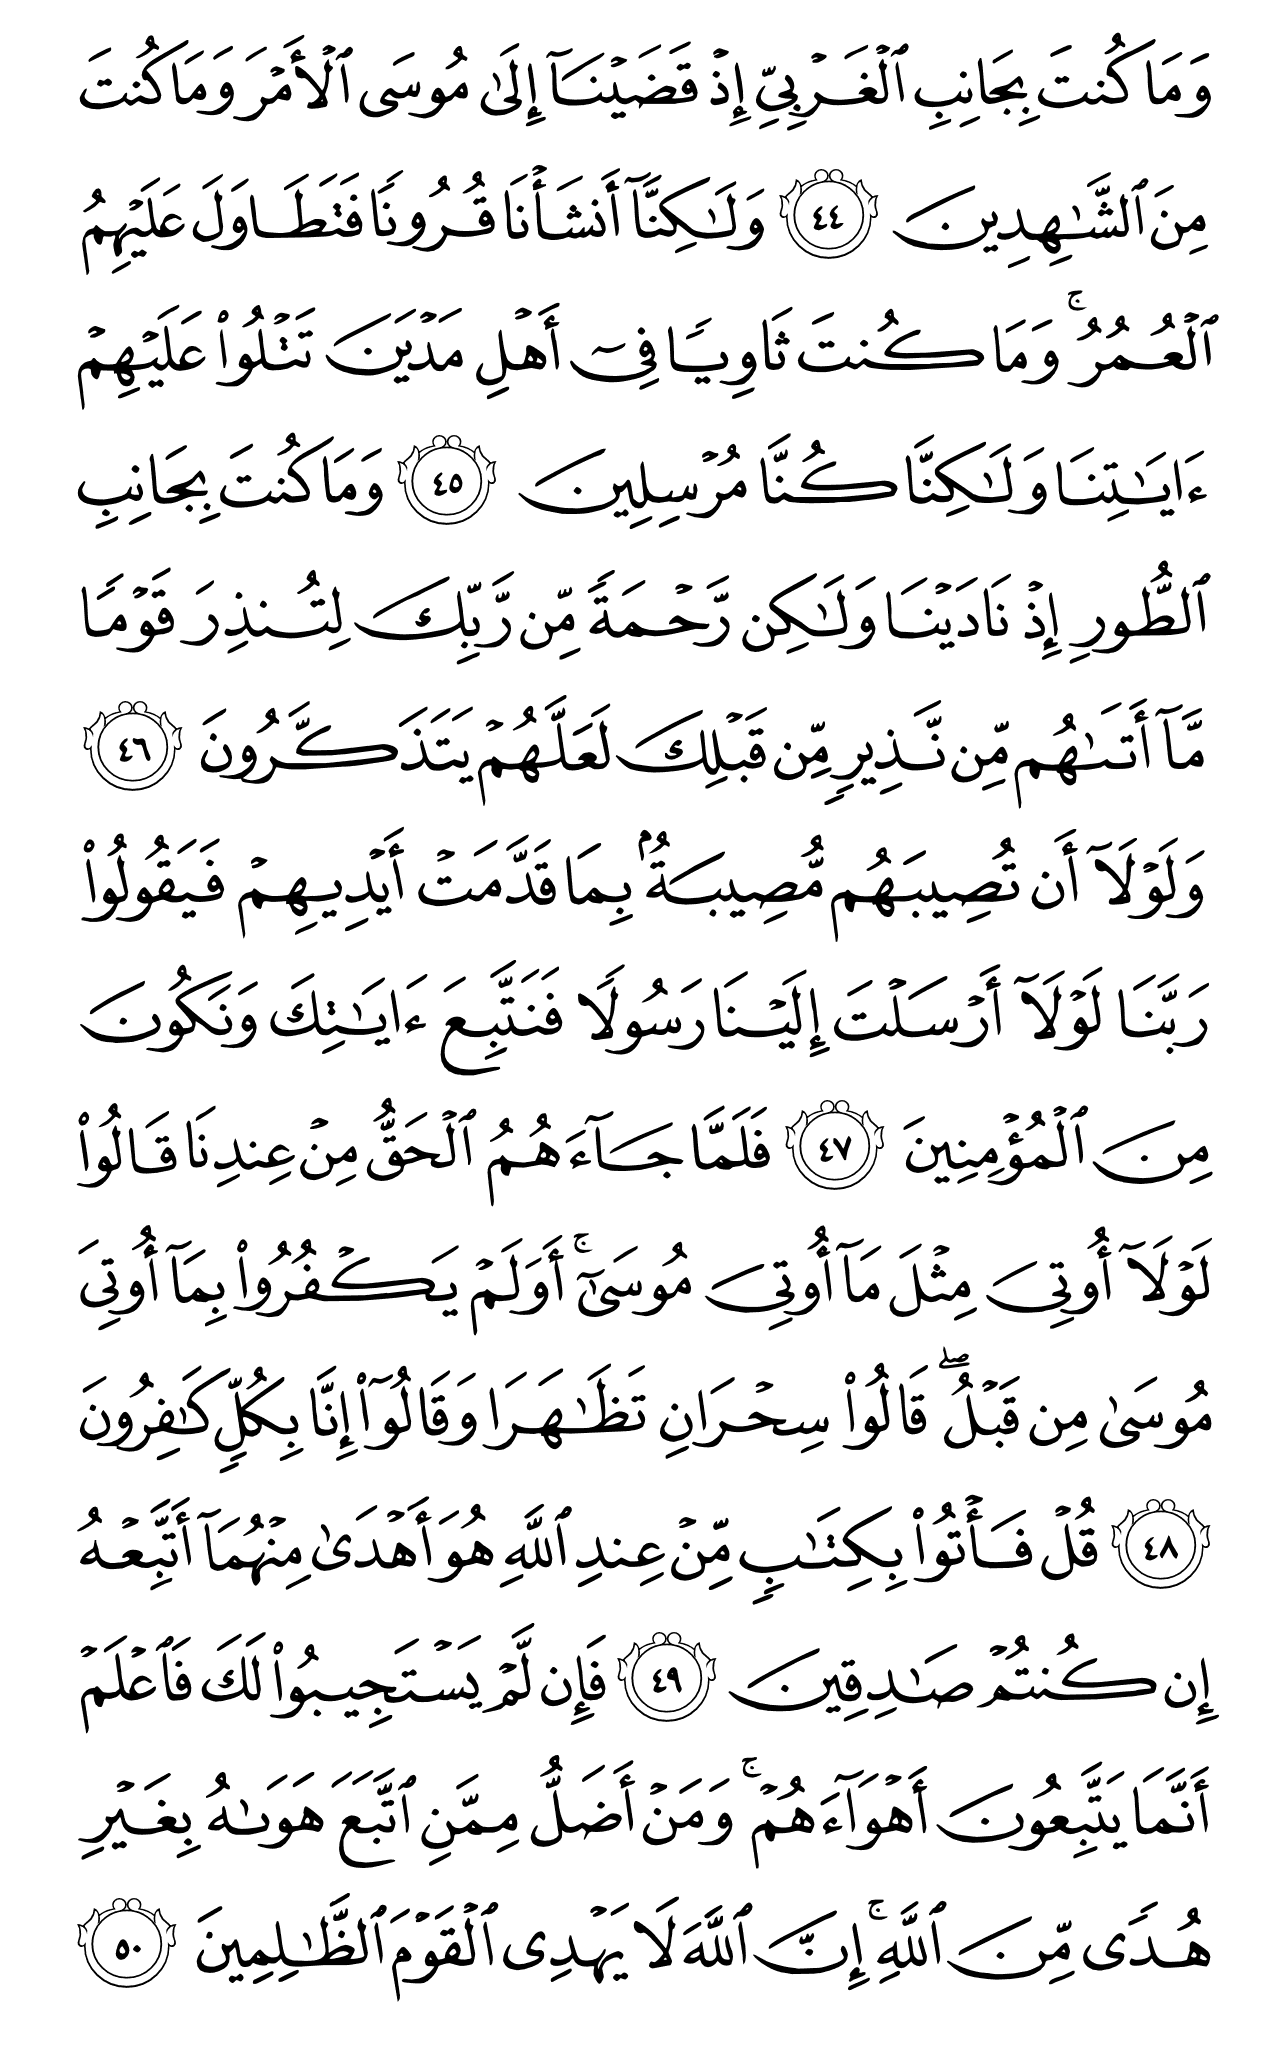 وَمَا كُنتَ بِجَانِبِ ٱلْغَرْبِىِّ إِذْ قَضَيْنَآ إِلَىٰ مُوسَى ٱلْأَمْرَ وَمَا كُنتَ
مِنَ ٱلشَّـٰهِدِينَ ٤٤ وَلَـٰكِنَّآ أَنشَأْنَا قُرُونًا فَتَطَاوَلَ عَلَيْهِمُ
ٱلْعُمُرُ ۚ وَمَا كُنتَ ثَاوِيًا فِىٓ أَهْلِ مَدْيَنَ تَتْلُوا۟ عَلَيْهِمْ
ءَايَـٰتِنَا وَلَـٰكِنَّا كُنَّا مُرْسِلِينَ ٤٥ وَمَا كُنتَ بِجَانِبِ
ٱلطُّورِ إِذْ نَادَيْنَا وَلَـٰكِن رَّحْمَةً مِّن رَّبِّكَ لِتُنذِرَ قَوْمًا
مَّآ أَتَىٰهُم مِّن نَّذِيرٍ مِّن قَبْلِكَ لَعَلَّهُمْ يَتَذَكَّرُونَ ٤٦
وَلَوْلَآ أَن تُصِيبَهُم مُّصِيبَةٌۢ بِمَا قَدَّمَتْ أَيْدِيهِمْ فَيَقُولُوا۟
رَبَّنَا لَوْلَآ أَرْسَلْتَ إِلَيْنَا رَسُولًا فَنَتَّبِعَ ءَايَـٰتِكَ وَنَكُونَ
مِنَ ٱلْمُؤْمِنِينَ ٤٧ فَلَمَّا جَآءَهُمُ ٱلْحَقُّ مِنْ عِندِنَا قَالُوا۟
لَوْلَآ أُوتِىَ مِثْلَ مَآ أُوتِىَ مُوسَىٰٓ ۚ أَوَلَمْ يَكْفُرُوا۟ بِمَآ أُوتِىَ
مُوسَىٰ مِن قَبْلُ ۖ قَالُوا۟ سِحْرَانِ تَظَـٰهَرَا وَقَالُوٓا۟ إِنَّا بِكُلٍّ كَـٰفِرُونَ
٤٨ قُلْ فَأْتُوا۟ بِكِتَـٰبٍ مِّنْ عِندِ ٱللَّهِ هُوَ أَهْدَىٰ مِنْهُمَآ أَتَّبِعْهُ
إِن كُنتُمْ صَـٰدِقِينَ ٤٩ فَإِن لَّمْ يَسْتَجِيبُوا۟ لَكَ فَٱعْلَمْ
أَنَّمَا يَتَّبِعُونَ أَهْوَآءَهُمْ ۚ وَمَنْ أَضَلُّ مِمَّنِ ٱتَّبَعَ هَوَىٰهُ بِغَيْرِ
هُدًى مِّنَ ٱللَّهِ ۚ إِنَّ ٱللَّهَ لَا يَهْدِى ٱلْقَوْمَ ٱلظَّـٰلِمِينَ ٥٠